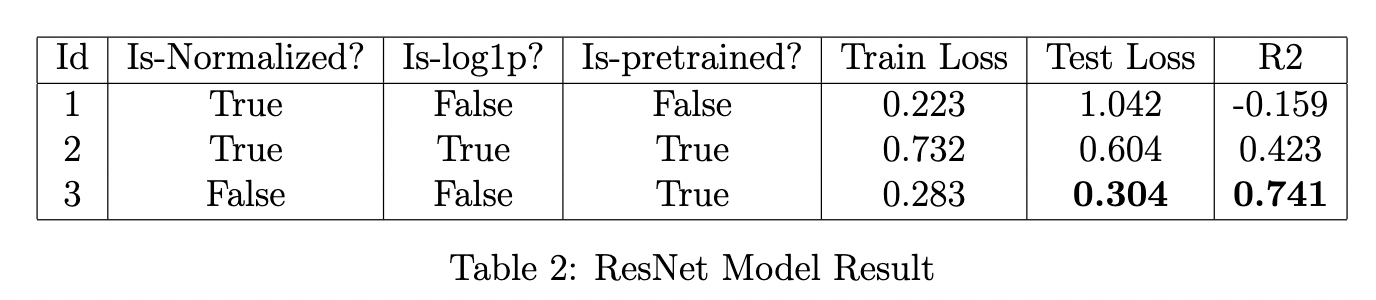 Id Is-Normalized? Is-log1p? Is-pretrained? Train Loss Test Loss R2
1 True False False 0.223 1.042 -0.159
2 True True True 0.732 0.604 0.423
3 False False True 0.283 0.304 0.741
Table 2: ResNet Model Result